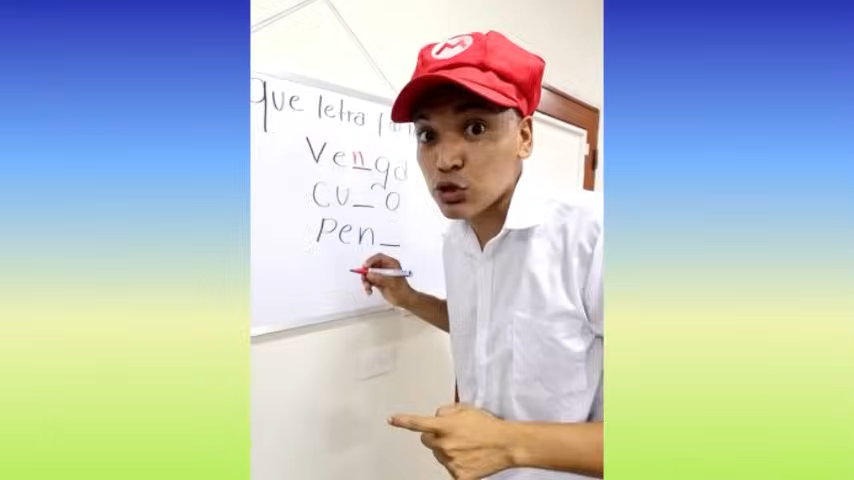 M
que letra
Venga
cu_o
pen_